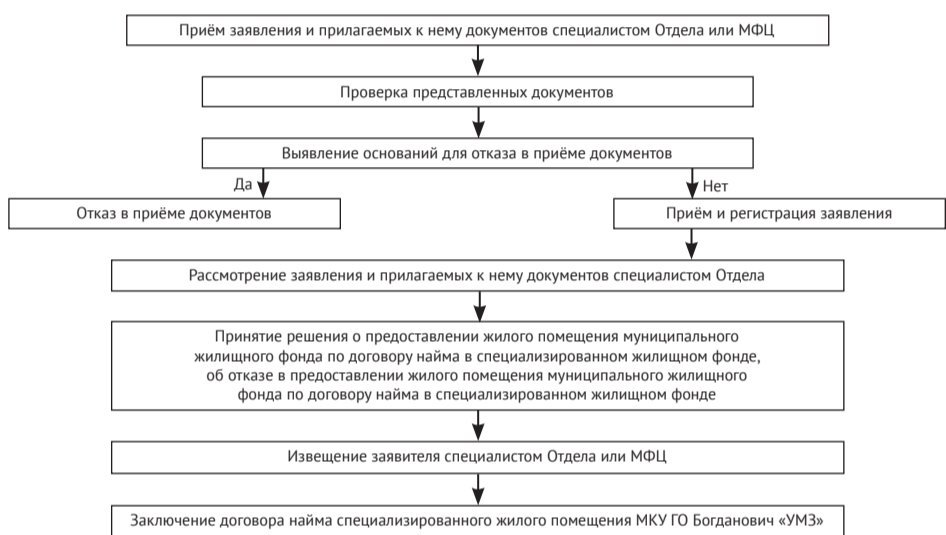 Приём заявления и прилагаемых к нему документов специалистом Отдела или МФЦ
Проверка представленных документов
Выявление оснований для отказа в приёме документов
Да
Нет
Отказ в приёме документов
Приём и регистрация заявления
Рассмотрение заявления и прилагаемых к нему документов специалистом Отдела
Принятие решения о предоставлении жилого помещения муниципального
жилищного фонда по договору найма в специализированном жилищном фонде,
об отказе в предоставлении жилого помещения муниципального жилищного
фонда по договору найма в специализированном жилищном фонде
Извещение заявителя специалистом Отдела или МФЦ
Заключение договора найма специализированного жилого помещения МКУ ГО Богданович «УМЗ»